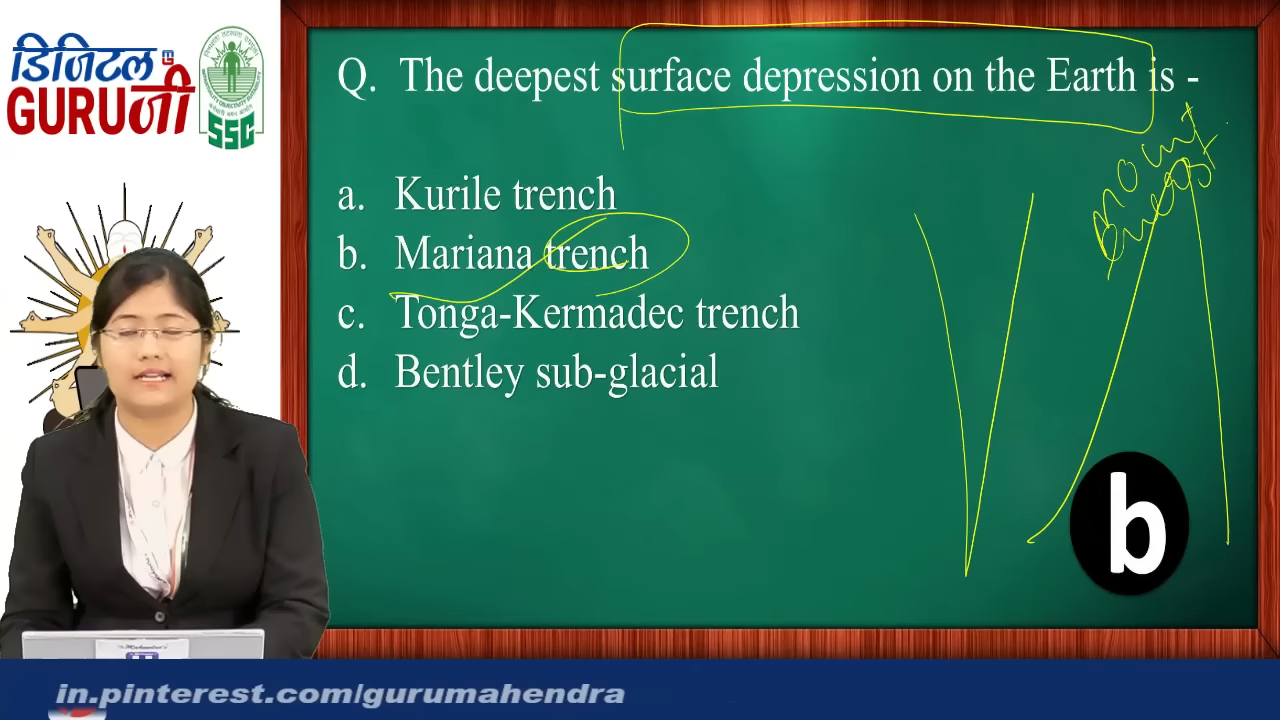 डिजिटल
GURUजी
SSC
Q. The deepest surface depression on the Earth is -
mount
Everest
a. Kurile trench
b. Mariana trench
c. Tonga-Kermadec trench
d. Bentley sub-glacial
b
in.pinterest.com/gurumahendra